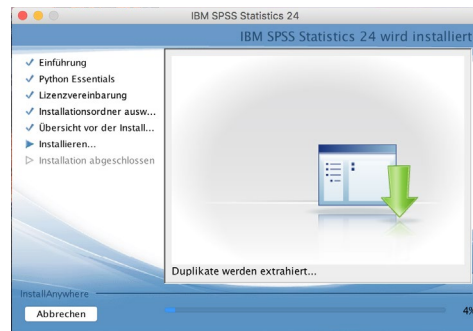 IBM SPSS Statistics 24
IBM SPSS Statistics 24 wird installiert
Einführung
Python Essentials
Lizenzvereinbarung
Installationsordner ausw...
Übersicht vor der Install...
Installieren...
Installation abgeschlossen
Duplikate werden extrahiert...
InstallAnywhere
Abbrechen
4%